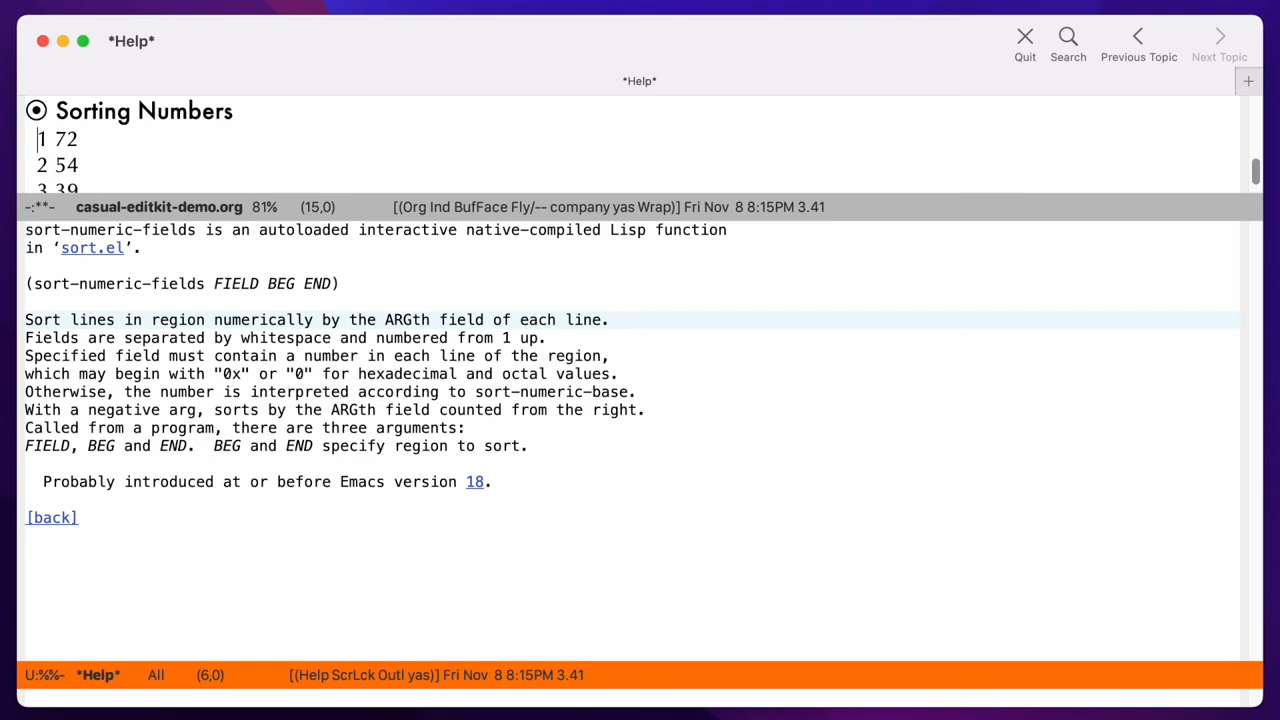 *Help*
Quit
Search
Previous Topic
Next Topic
*Help*
+
Sorting Numbers
1 72
2 54
3 39
-:**- casual-editkit-demo.org 81% (15,0) [(Org Ind BufFace Fly/-- company yas Wrap)] Fri Nov 8 8:15PM 3.41
sort-numeric-fields is an autoloaded interactive native-compiled Lisp function
in ‘sort.el’.
(sort-numeric-fields FIELD BEG END)
Sort lines in region numerically by the ARGth field of each line.
Fields are separated by whitespace and numbered from 1 up.
Specified field must contain a number in each line of the region,
which may begin with "0x" or "0" for hexadecimal and octal values.
Otherwise, the number is interpreted according to sort-numeric-base.
With a negative arg, sorts by the ARGth field counted from the right.
Called from a program, there are three arguments:
FIELD, BEG and END.  BEG and END specify region to sort.
Probably introduced at or before Emacs version 18.
[back]
U:%%- *Help* All (6,0) [(Help ScrLck Outl yas)] Fri Nov 8 8:15PM 3.41